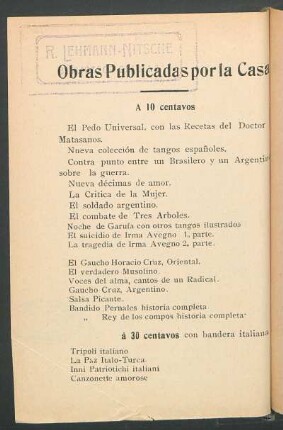 R. LEHMANN-NITSCHE
Obras Publicadas por la Casa
A 10 centavos
El Pedo Universal, con las Recetas del Doctor
Matasanos.
Nueva colección de tangos españoles.
Contra punto entre un Brasilero y un Argentin
sobre la guerra.
Nueva décimas de amor.
La Critica de la Mujer.
El soldado argentino.
El combate de Tres Arboles.
Noche de Garufa con otros tangos ilustrados
El suicidio de Irma Avegno 1. parte.
La tragedia de Irma Avegno 2. parte.
El Gaucho Horacio Cruz, Oriental.
El verdadero Musolino.
Voces del alma, cantos de un Radical.
Gaucho Cruz, Argentino.
Salsa Picante.
Bandido Pernales historia completa
„ Rey de los compos historia completa
á 30 centavos con bandera italiana
Tripoli italiano
La Paz Italo-Turca
Inni Patriotichi italiani
Canzonette amorose